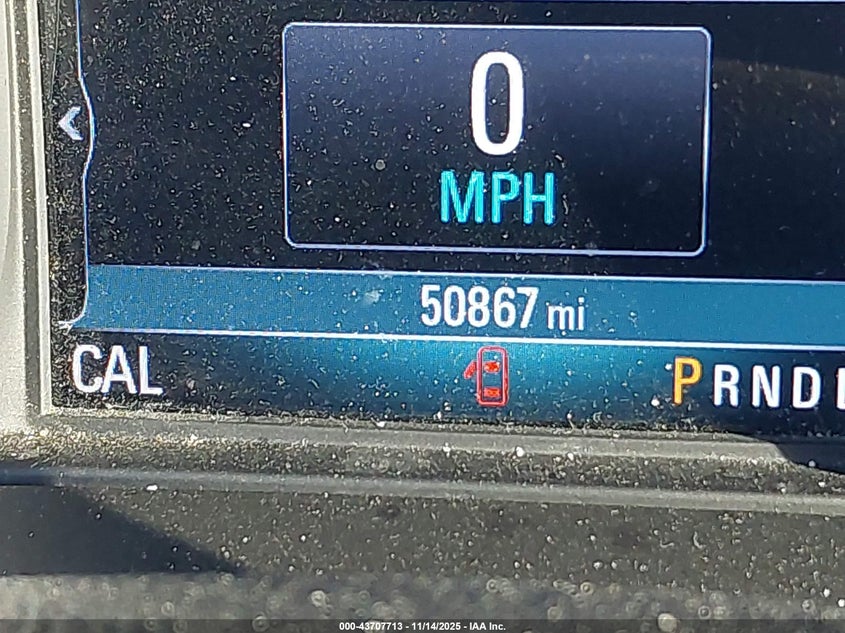 0
MPH
50867 mi
CAL
PRND
000-43707713 - 11/14/2025 - IAA Inc.